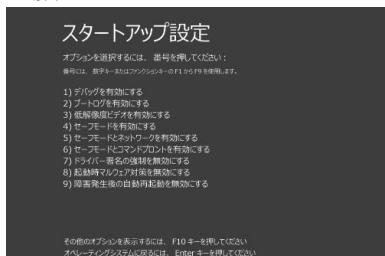 スタートアップ設定
オプションを選択するには、番号を押してください:
番号には、数字キーまたはファンクションキーの F1 から F9 を使用します。
1) デバッグを有効にする
2) ブートログを有効にする
3) 低解像度ビデオを有効にする
4) セーフモードを有効にする
5) セーフモードとネットワークを有効にする
6) セーフモードとコマンドプロンプトを有効にする
7) ドライバー署名の強制を無効にする
8) 起動時マルウェア対策を無効にする
9) 障害発生後の自動再起動を無効にする
その他のオプションを表示するには、F10 キーを押してください
オペレーティングシステムに戻るには、Enter キーを押してください